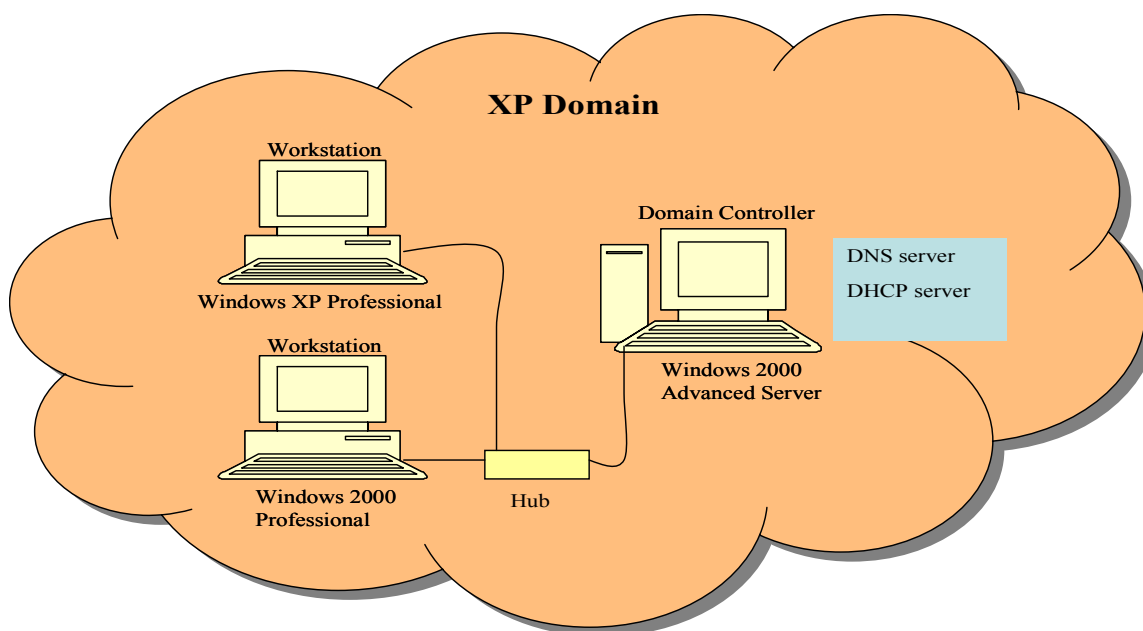 XP Domain
Workstation
Windows XP Professional
Workstation
Windows 2000
Professional
Hub
Domain Controller
Windows 2000
Advanced Server
DNS server
DHCP server